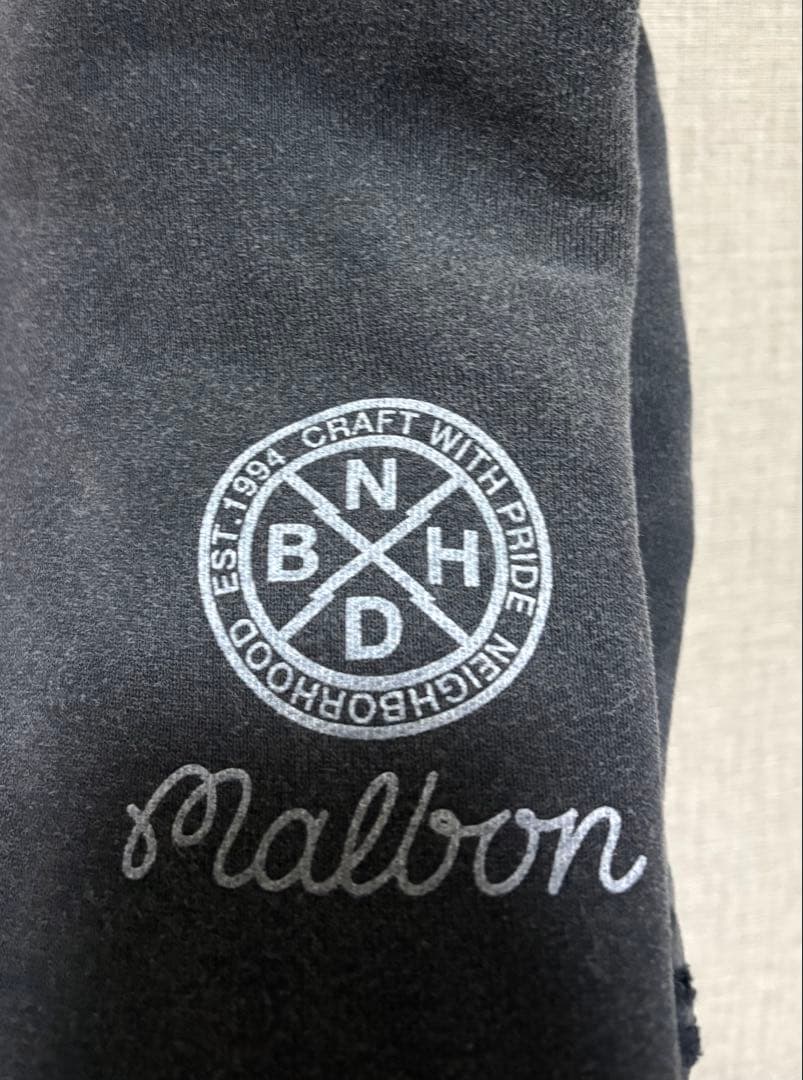 EST.1994 CRAFT WITH PRIDE NEIGHBORHOOD
N
B H
D
Malbon